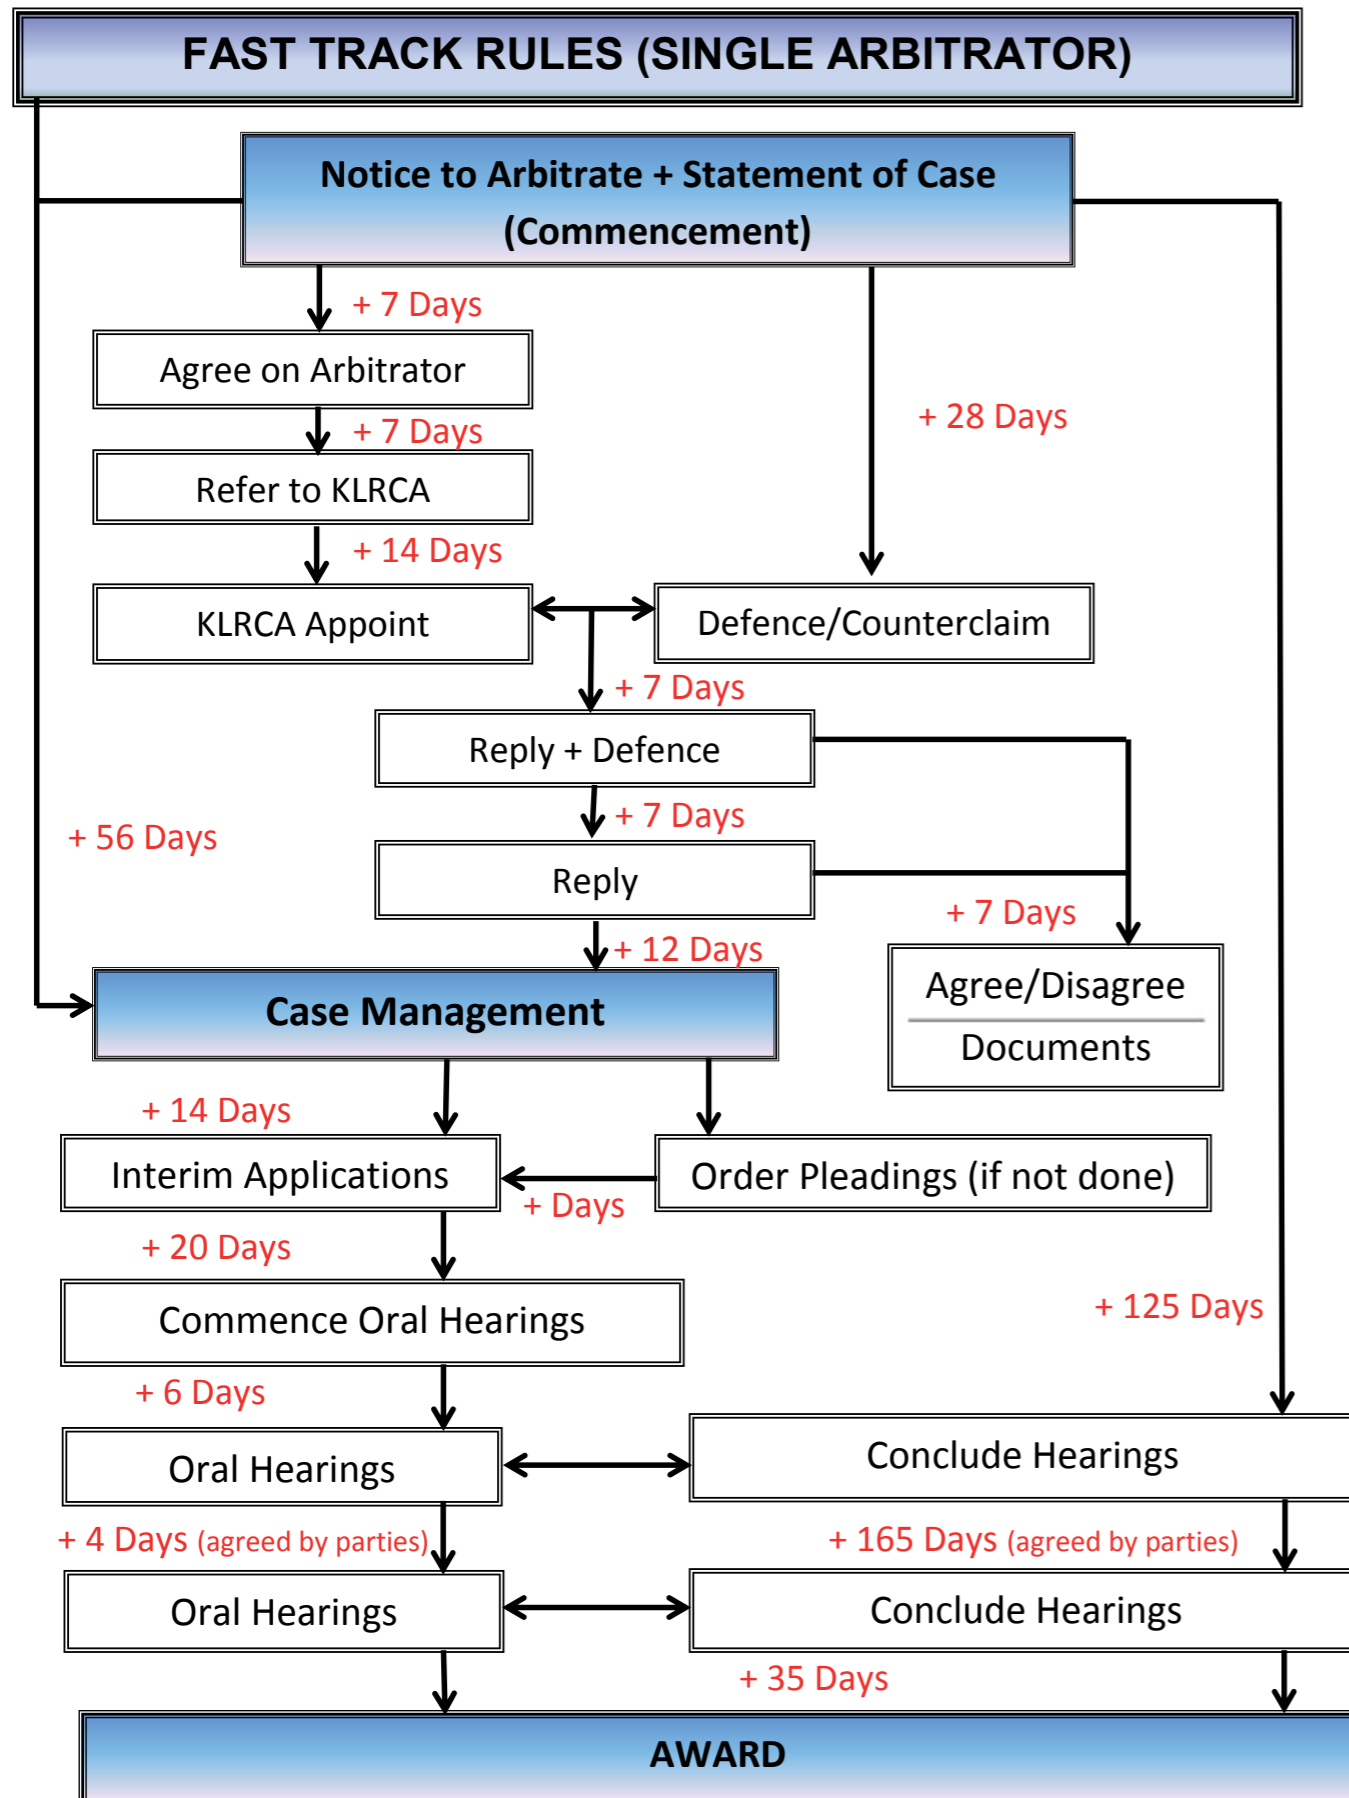 FAST TRACK RULES (SINGLE ARBITRATOR)
Notice to Arbitrate + Statement of Case
(Commencement)
+ 7 Days
Agree on Arbitrator
+ 28 Days
+ 7 Days
Refer to KLRCA
+ 14 Days
KLRCA Appoint
Defence/Counterclaim
+ 7 Days
Reply + Defence
+ 7 Days
+ 56 Days
Reply
+ 7 Days
+ 12 Days
Agree/Disagree
Documents
Case Management
+ 14 Days
Interim Applications
Order Pleadings (if not done)
+ Days
+ 20 Days
Commence Oral Hearings
+ 125 Days
+ 6 Days
Oral Hearings
Conclude Hearings
+ 4 Days (agreed by parties)
+ 165 Days (agreed by parties)
Oral Hearings
Conclude Hearings
+ 35 Days
AWARD